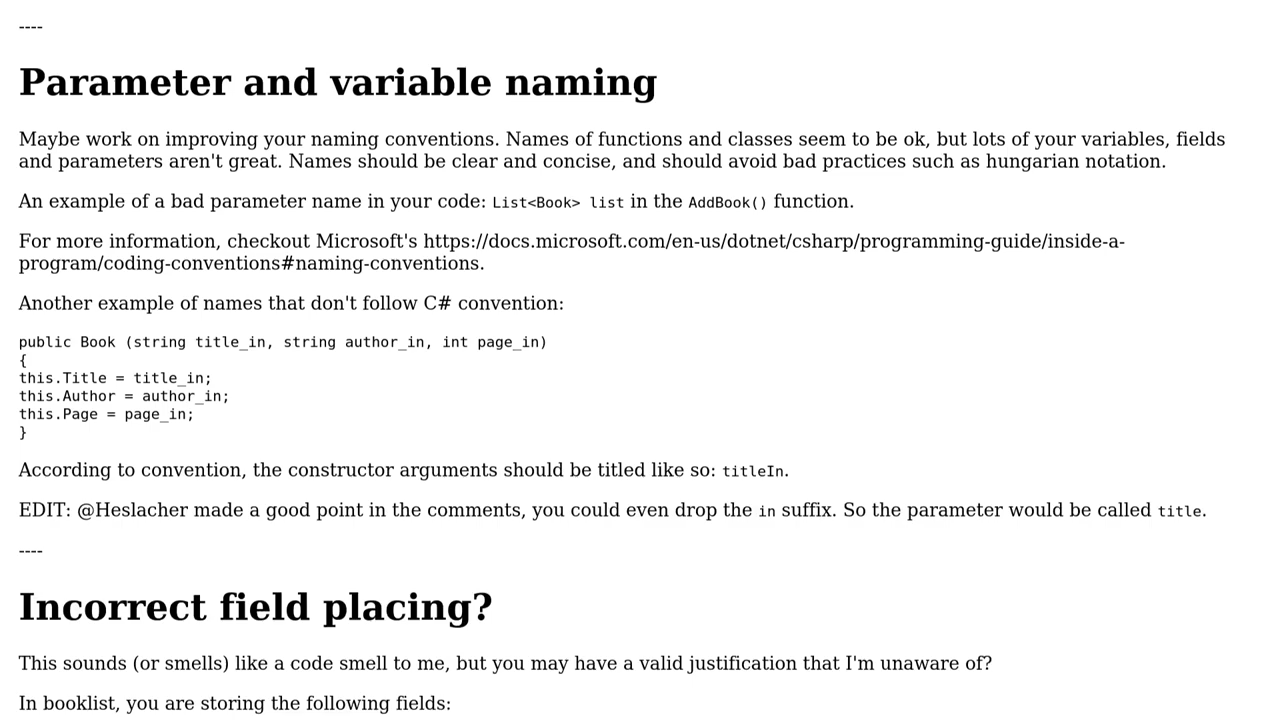 ----
Parameter and variable naming
Maybe work on improving your naming conventions. Names of functions and classes seem to be ok, but lots of your variables, fields
and parameters aren't great. Names should be clear and concise, and should avoid bad practices such as hungarian notation.
An example of a bad parameter name in your code: List<Book> list in the AddBook() function.
For more information, checkout Microsoft's https://docs.microsoft.com/en-us/dotnet/csharp/programming-guide/inside-a-
program/coding-conventions#naming-conventions.
Another example of names that don't follow C# convention:
public Book (string title_in, string author_in, int page_in)
{
this.Title = title_in;
this.Author = author_in;
this.Page = page_in;
}
According to convention, the constructor arguments should be titled like so: titleIn.
EDIT: @Heslacher made a good point in the comments, you could even drop the in suffix. So the parameter would be called title.
----
Incorrect field placing?
This sounds (or smells) like a code smell to me, but you may have a valid justification that I'm unaware of?
In booklist, you are storing the following fields: